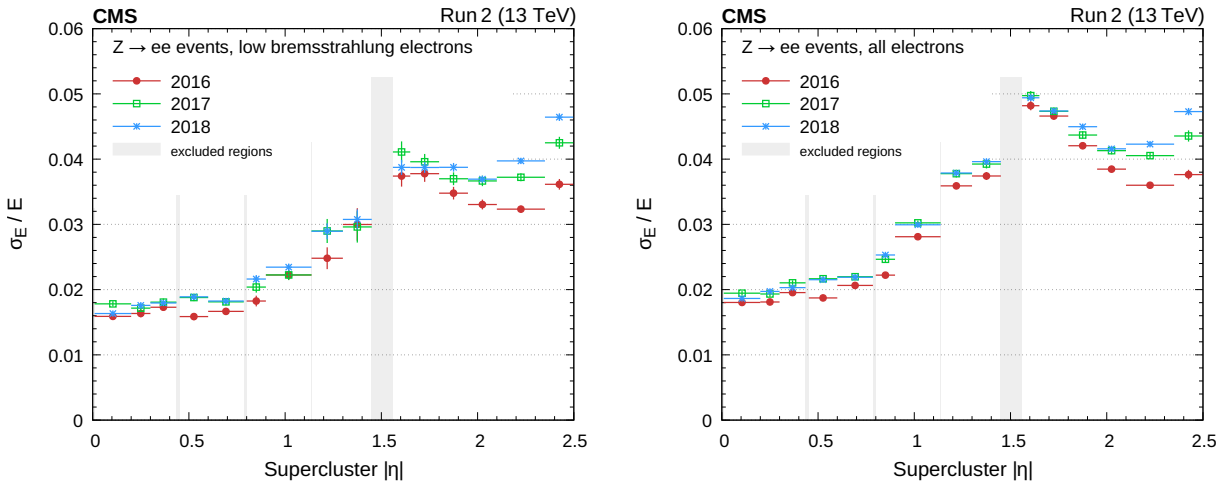 CMS Run 2 (13 TeV)
0.06
Z → ee events, low bremsstrahlung electrons
2016
0.05
2017
2018
excluded regions
0.04
0.03
σE / E
0.02
0.01
0
0 0.5 1 1.5 2 2.5
Supercluster |η|
CMS Run 2 (13 TeV)
0.06
Z → ee events, all electrons
2016
0.05
2017
2018
excluded regions
0.04
0.03
σE / E
0.02
0.01
0
0 0.5 1 1.5 2 2.5
Supercluster |η|